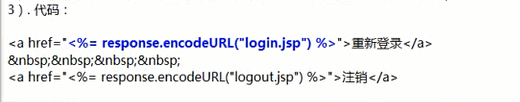 3）. 代码：
<a href="<%= response.encodeURL("login.jsp") %>">重新登录</a>
&nbsp;&nbsp;&nbsp;&nbsp;
<a href="<%= response.encodeURL("logout.jsp") %>">注销</a>